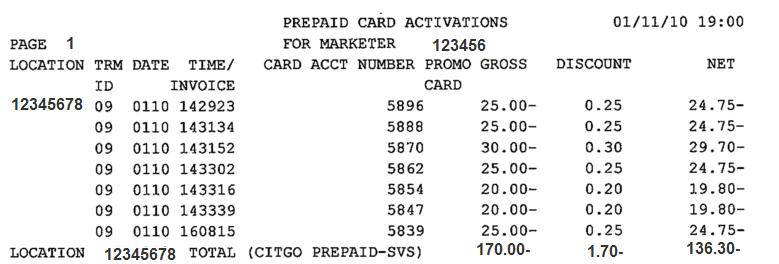 PREPAID CARD ACTIVATIONS 01/11/10 19:00
PAGE 1 FOR MARKETER 123456
LOCATION TRM DATE TIME/ CARD ACCT NUMBER PROMO GROSS DISCOUNT NET
ID INVOICE CARD
12345678 09 0110 142923 5896 25.00- 0.25 24.75-
09 0110 143134 5888 25.00- 0.25 24.75-
09 0110 143152 5870 30.00- 0.30 29.70-
09 0110 143302 5862 25.00- 0.25 24.75-
09 0110 143316 5854 20.00- 0.20 19.80-
09 0110 143339 5847 20.00- 0.20 19.80-
09 0110 160815 5839 25.00- 0.25 24.75-
LOCATION 12345678 TOTAL (CITGO PREPAID-SVS) 170.00- 1.70- 136.30-